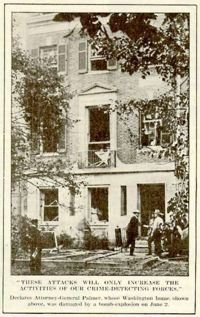 "THESE ATTACKS WILL ONLY INCREASE THE
ACTIVITIES OF OUR CRIME-DETECTING FORCES,"
Declares Attorney-General Palmer, whose Washington home, shown
above, was damaged by a bomb-explosion on June 2.